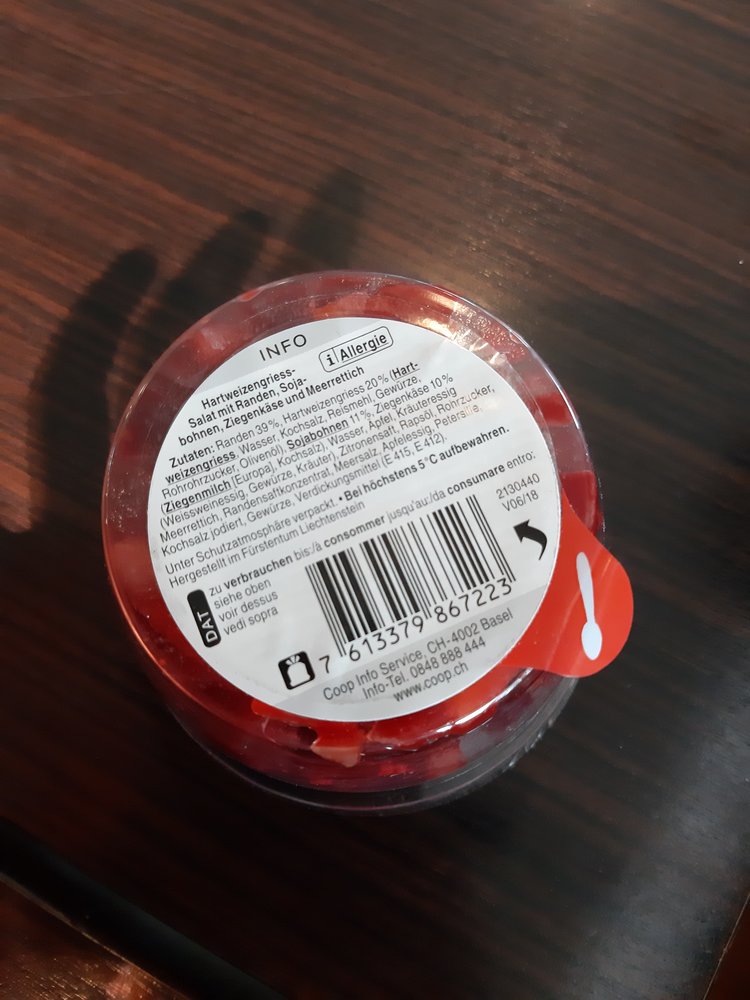 INFO
i Allergie
Hartweizengriess-
Salat mit Randen, Soja-
bohnen, Ziegenkäse und Meerrettich
Zutaten: Randen 39%, Hartweizengriess 20% (Hart-
weizengriess, Wasser, Kochsalz, Reismehl, Gewürze,
Rohrohrzucker, Olivenöl), Sojabohnen 11%, Ziegenkäse 10%
(Ziegenmilch [Europa], Kochsalz), Wasser, Apfel, Kräuteressig
(Weissweinessig, Gewürze, Kräuter), Zitronensaft, Rapsöl, Rohrzucker,
Meerrettich, Randensaftkonzentrat, Meersalz, Apfelessig, Petersilie,
Kochsalz jodiert, Gewürze, Verdickungsmittel (E 415, E 412).
Unter Schutzatmosphäre verpackt. • Bei höchstens 5°C aufbewahren.
Hergestellt im Fürstentum Liechtenstein
zu verbrauchen bis:/à consommer jusqu'au:/da consumare entro:
DAT
siehe oben
voir dessus
vedi sopra
2130440
V06/18
7 613379 867223
Coop Info Service, CH-4002 Basel
Info-Tel. 0848 888 444
www.coop.ch